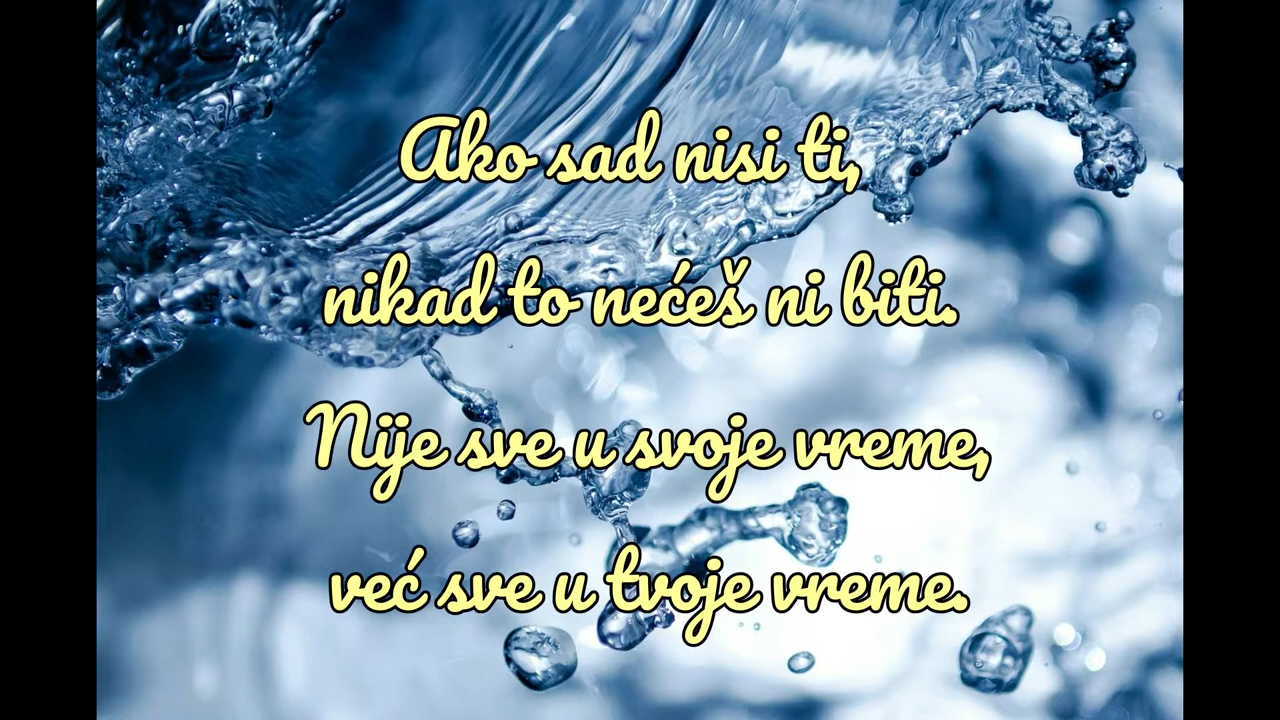 Ako sad nisi ti,
nikad to nećeš ni biti.
Nije sve u svoje vreme,
već sve u tvoje vreme.